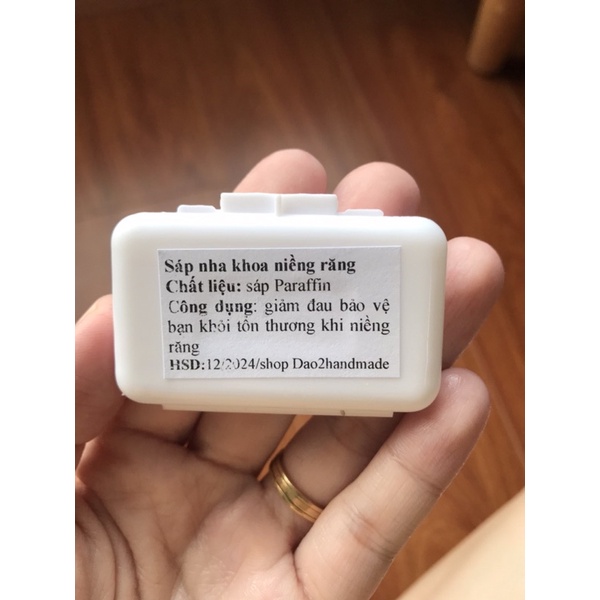 Sáp nha khoa niềng răng
Chất liệu: sáp Paraffin
Công dụng: giảm đau bảo vệ
bạn khỏi tổn thương khi niềng
răng
HSD:12/2024/shop Dao2handmade